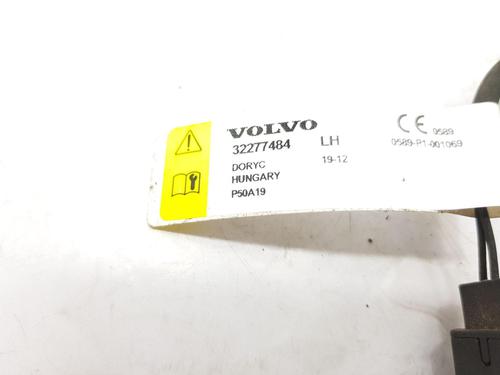 VOLVO
32277484 LH
DORYC 19-12
HUNGARY
P50A19
CE 0589
0589-P1-001069